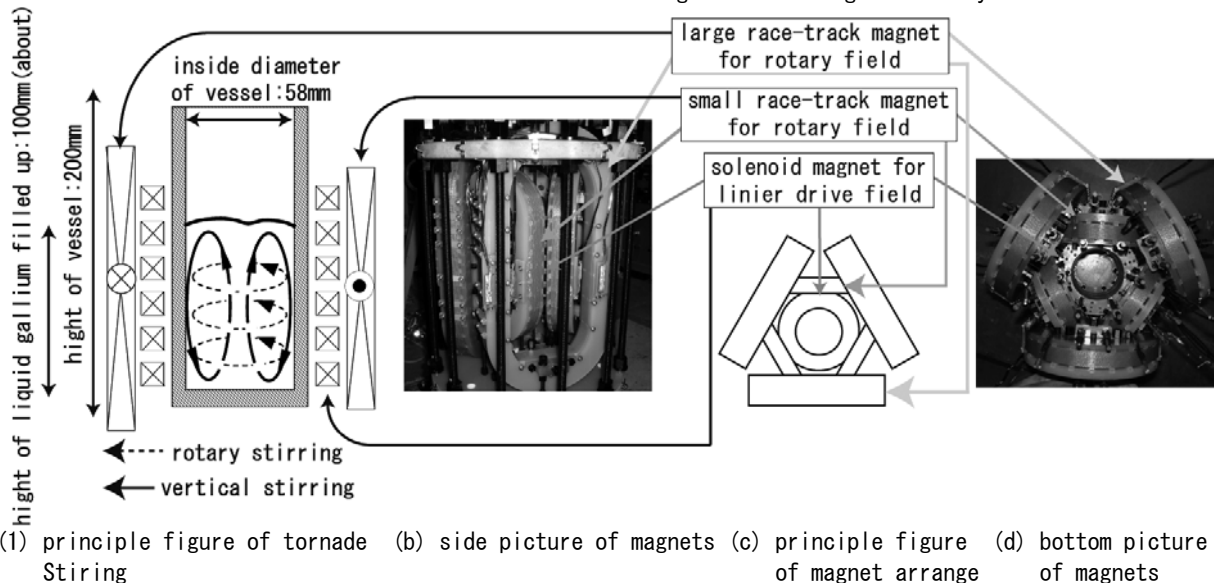 large race-track magnet
for rotary field
inside diameter
of vessel:58mm
small race-track magnet
for rotary field
solenoid magnet for
linier drive field
hight of liquid gallium filled up:100mm(about)
hight of vessel:200mm
rotary stirring
vertical stirring
(1) principle figure of tornade
Stiring
(b) side picture of magnets
(c) principle figure
of magnet arrange
(d) bottom picture
of magnets